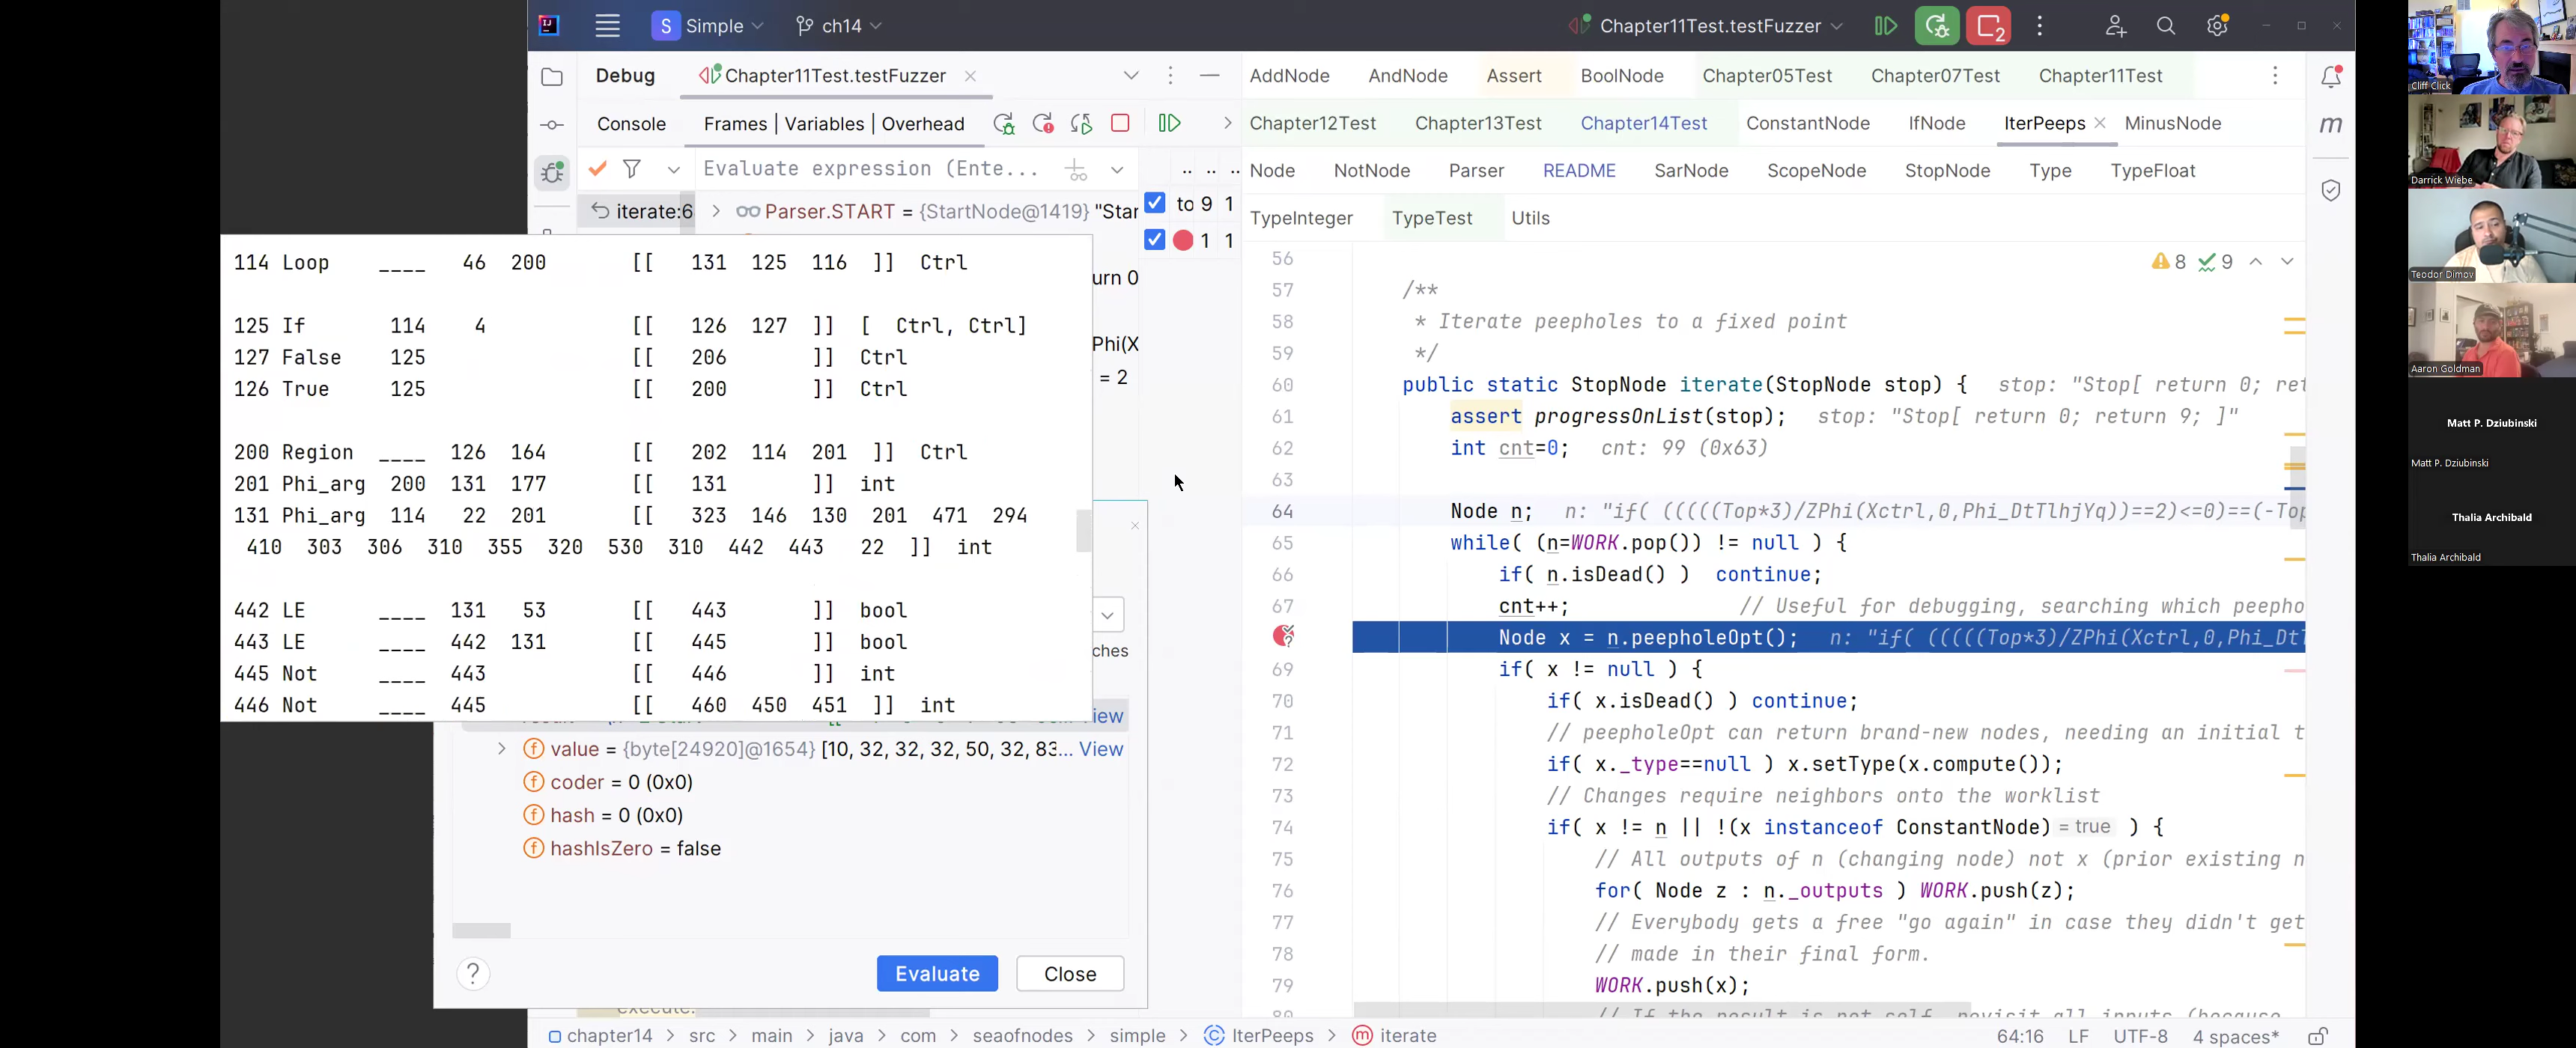 S Simple ch14 Chapter11Test.testFuzzer 2
Debug Chapter11Test.testFuzzer
Console Frames | Variables | Overhead
Evaluate expression (Ente...
iterate:6 Parser.START = {StartNode@1419} "Star
to 9 1
1 1
urn 0
Phi(X
= 2
114 Loop ____ 46 200 [[ 131 125 116 ]] Ctrl
125 If 114 4 [[ 126 127 ]] [ Ctrl, Ctrl]
127 False 125 [[ 206 ]] Ctrl
126 True 125 [[ 200 ]] Ctrl
200 Region ____ 126 164 [[ 202 114 201 ]] Ctrl
201 Phi_arg 200 131 177 [[ 131 ]] int
131 Phi_arg 114 22 201 [[ 323 146 130 201 471 294
410 303 306 310 355 320 530 310 442 443 22 ]] int
442 LE ____ 131 53 [[ 443 ]] bool
443 LE ____ 442 131 [[ 445 ]] bool
445 Not ____ 443 [[ 446 ]] int
446 Not ____ 445 [[ 460 450 451 ]] int
ches
View
value = {byte[24920]@1654} [10, 32, 32, 32, 50, 32, 83... View
coder = 0 (0x0)
hash = 0 (0x0)
hashIsZero = false
? Evaluate Close
AddNode AndNode Assert BoolNode Chapter05Test Chapter07Test Chapter11Test
Chapter12Test Chapter13Test Chapter14Test ConstantNode IfNode IterPeeps MinusNode
Node NotNode Parser README SarNode ScopeNode StopNode Type TypeFloat
TypeInteger TypeTest Utils
8 9
56
57 /**
58 * Iterate peepholes to a fixed point
59 */
60 public static StopNode iterate(StopNode stop) { stop: "Stop[ return 0; ret
61 assert progressOnList(stop); stop: "Stop[ return 0; return 9; ]"
62 int cnt=0; cnt: 99 (0x63)
63
64 Node n; n: "if( (((((Top*3)/ZPhi(Xctrl,0,Phi_DtTlhjYq))==2)<=0)==(-Top
65 while( (n=WORK.pop()) != null ) {
66 if( n.isDead() ) continue;
67 cnt++; // Useful for debugging, searching which peepho
Node x = n.peepholeOpt(); n: "if( (((((Top*3)/ZPhi(Xctrl,0,Phi_DtTl
69 if( x != null ) {
70 if( x.isDead() ) continue;
71 // peepholeOpt can return brand-new nodes, needing an initial t
72 if( x._type==null ) x.setType(x.compute());
73 // Changes require neighbors onto the worklist
74 if( x != n || !(x instanceof ConstantNode) = true ) {
75 // All outputs of n (changing node) not x (prior existing n
76 for( Node z : n._outputs ) WORK.push(z);
77 // Everybody gets a free "go again" in case they didn't get
78 // made in their final form.
79 WORK.push(x);
chapter14 > src > main > java > com > seaofnodes > simple > IterPeeps > iterate
64:16 LF UTF-8 4 spaces*
Cliff Click
Darrick Wiebe
Teodor Dimov
Aaron Goldman
Matt P. Dziubinski
Matt P. Dziubinski
Thalia Archibald
Thalia Archibald